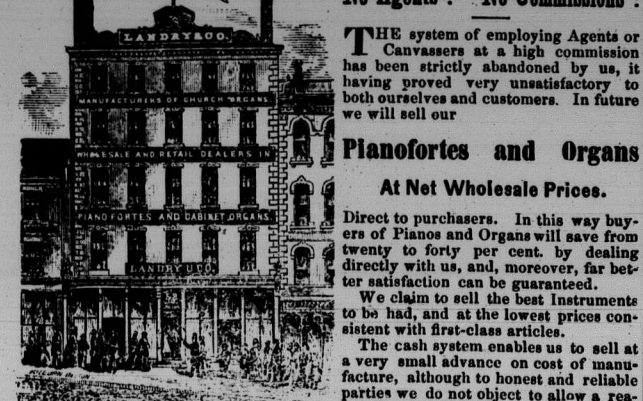 No Agents! No Commissions!
LANDRY & CO.
MANUFACTURERS OF CHURCH ORGANS
WHOLESALE AND RETAIL DEALERS IN
PIANO FORTES AND CABINET ORGANS
LANDRY & CO.
THE system of employing Agents or
Canvassers at a high commission
has been strictly abandoned by us, it
having proved very unsatisfactory to
both ourselves and customers. In future
we will sell our
Pianofortes and Organs
At Net Wholesale Prices.
Direct to purchasers. In this way buy-
ers of Pianos and Organs will save from
twenty to forty per cent. by dealing
directly with us, and, moreover, far bet-
ter satisfaction can be guaranteed.
We claim to sell the best Instruments
to be had, and at the lowest prices con-
sistent with first-class articles.
The cash system enables us to sell at
a very small advance on cost of manu-
facture, although to honest and reliable
parties we do not object to allow a rea-